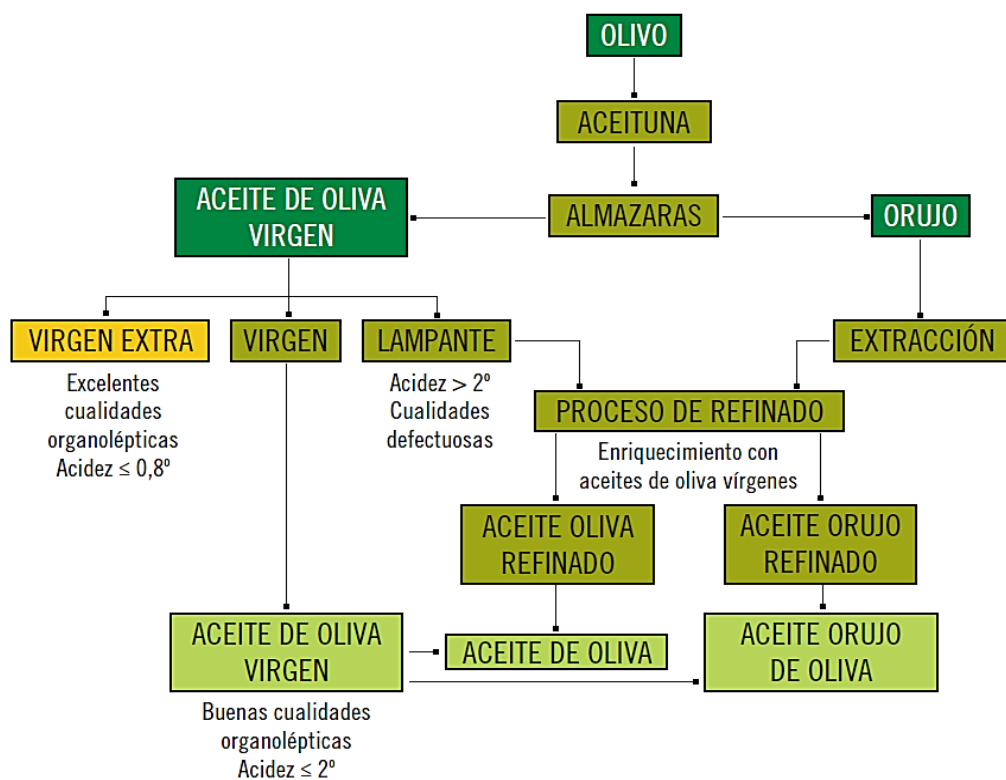 OLIVO
ACEITUNA
ACEITE DE OLIVA
VIRGEN
ALMAZARAS
ORUJO
VIRGEN EXTRA
VIRGEN
LAMPANTE
EXTRACCIÓN
Excelentes
cualidades
organolépticas
Acidez ≤ 0,8º
Acidez > 2º
Cualidades
defectuosas
PROCESO DE REFINADO
Enriquecimiento con
aceites de oliva vírgenes
ACEITE OLIVA
REFINADO
ACEITE ORUJO
REFINADO
ACEITE DE OLIVA
VIRGEN
ACEITE DE OLIVA
ACEITE ORUJO
DE OLIVA
Buenas cualidades
organolépticas
Acidez ≤ 2º